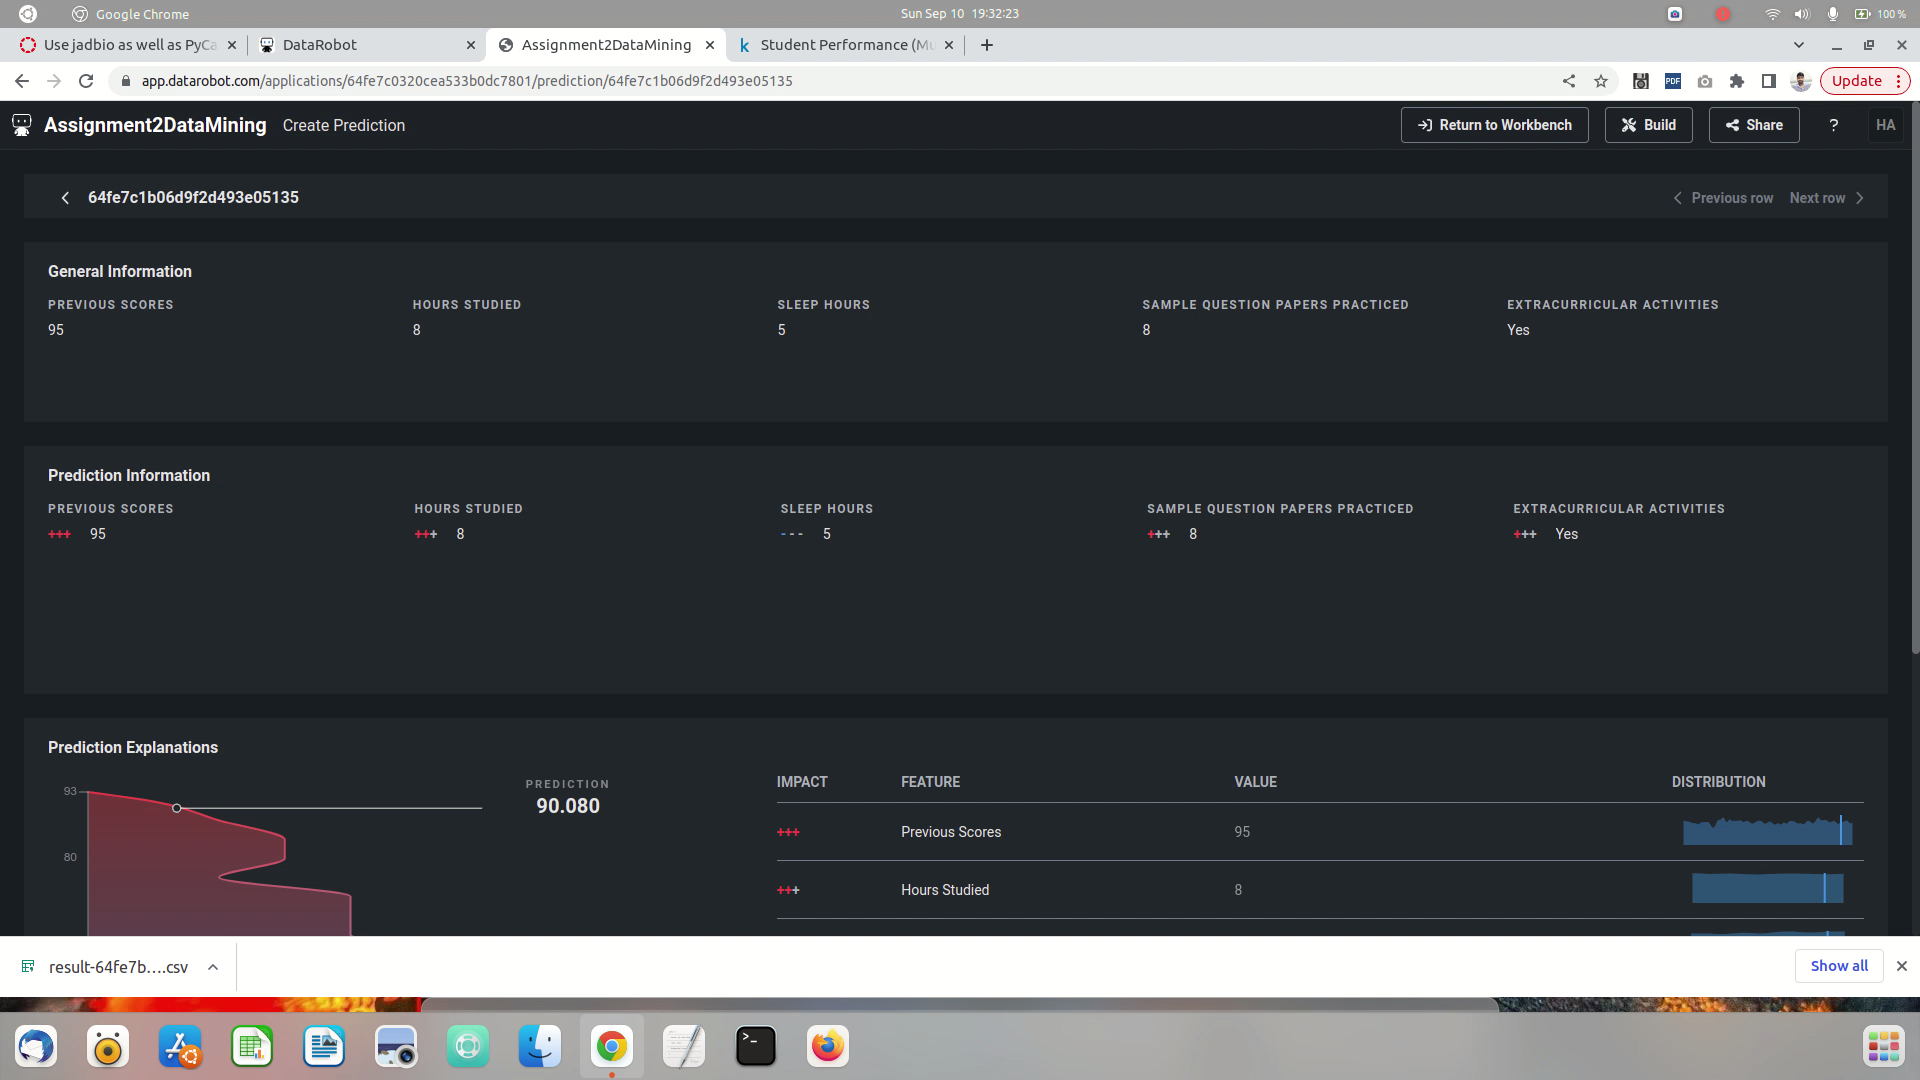 Google Chrome
Sun Sep 10 19:32:23
100 %
Use jadbio as well as PyCa
DataRobot
Assignment2DataMining
Student Performance (Mu
app.datarobot.com/applications/64fe7c0320cea533b0dc7801/prediction/64fe7c1b06d9f2d493e05135
PDF
Update
Assignment2DataMining
Create Prediction
Return to Workbench
Build
Share
?
HA
64fe7c1b06d9f2d493e05135
Previous row
Next row
General Information
PREVIOUS SCORES
HOURS STUDIED
SLEEP HOURS
SAMPLE QUESTION PAPERS PRACTICED
EXTRACURRICULAR ACTIVITIES
95
8
5
8
Yes
Prediction Information
PREVIOUS SCORES
HOURS STUDIED
SLEEP HOURS
SAMPLE QUESTION PAPERS PRACTICED
EXTRACURRICULAR ACTIVITIES
+++ 95
+++ 8
--- 5
+++ 8
+++ Yes
Prediction Explanations
93
80
PREDICTION
90.080
IMPACT
FEATURE
VALUE
DISTRIBUTION
+++
Previous Scores
95
+++
Hours Studied
8
result-64fe7b....csv
Show all